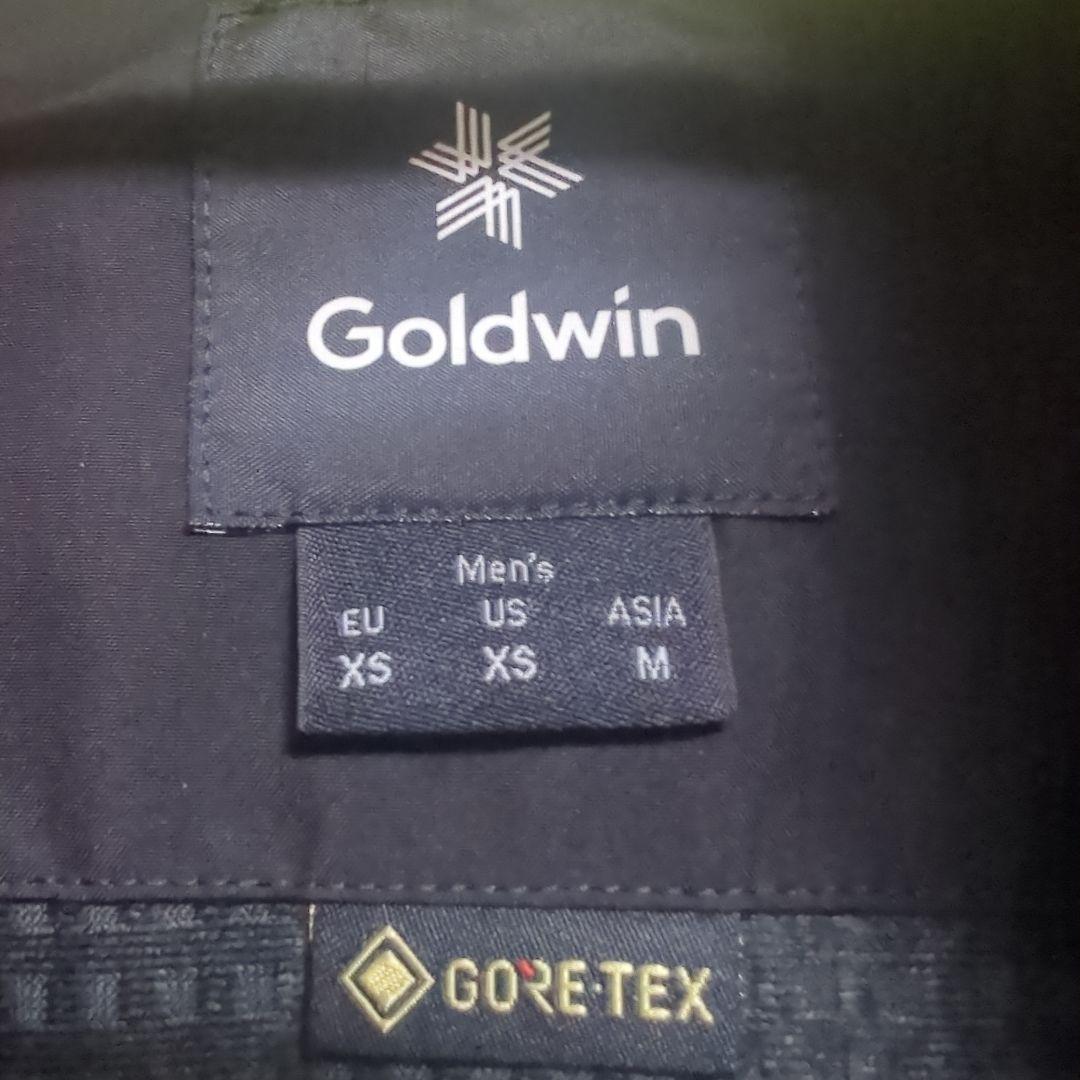 Goldwin
Men's
EU US ASIA
XS XS M
GORE-TEX